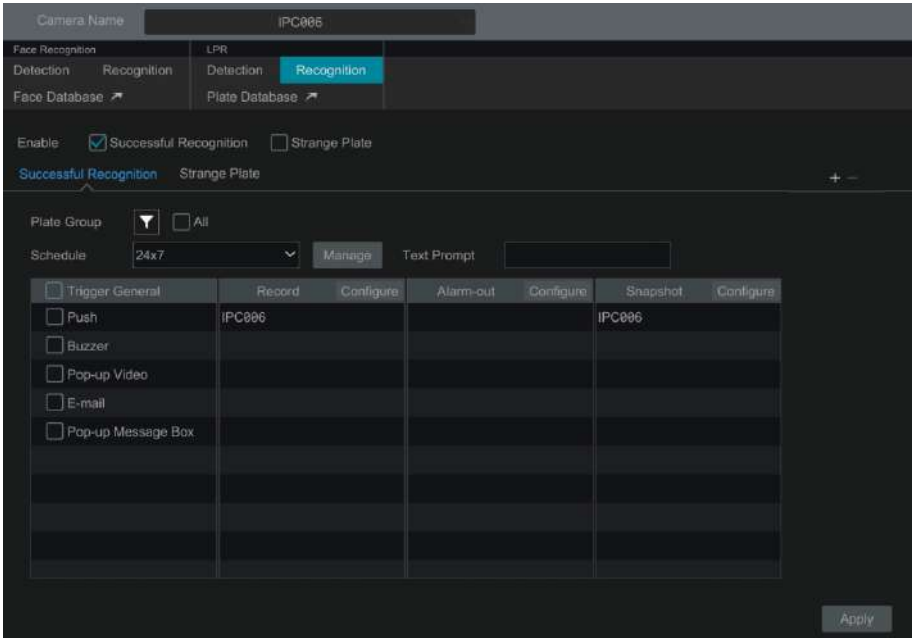 Camera Name IPC006
Face Recognition LPR
Detection Recognition Detection Recognition
Face Database Plate Database
Enable Successful Recognition Strange Plate
Successful Recognition Strange Plate + −
Plate Group All
Schedule 24x7 Manage Text Prompt
Trigger General Record Configure Alarm-out Configure Snapshot Configure
Push IPC006 IPC006
Buzzer
Pop-up Video
E-mail
Pop-up Message Box
Apply